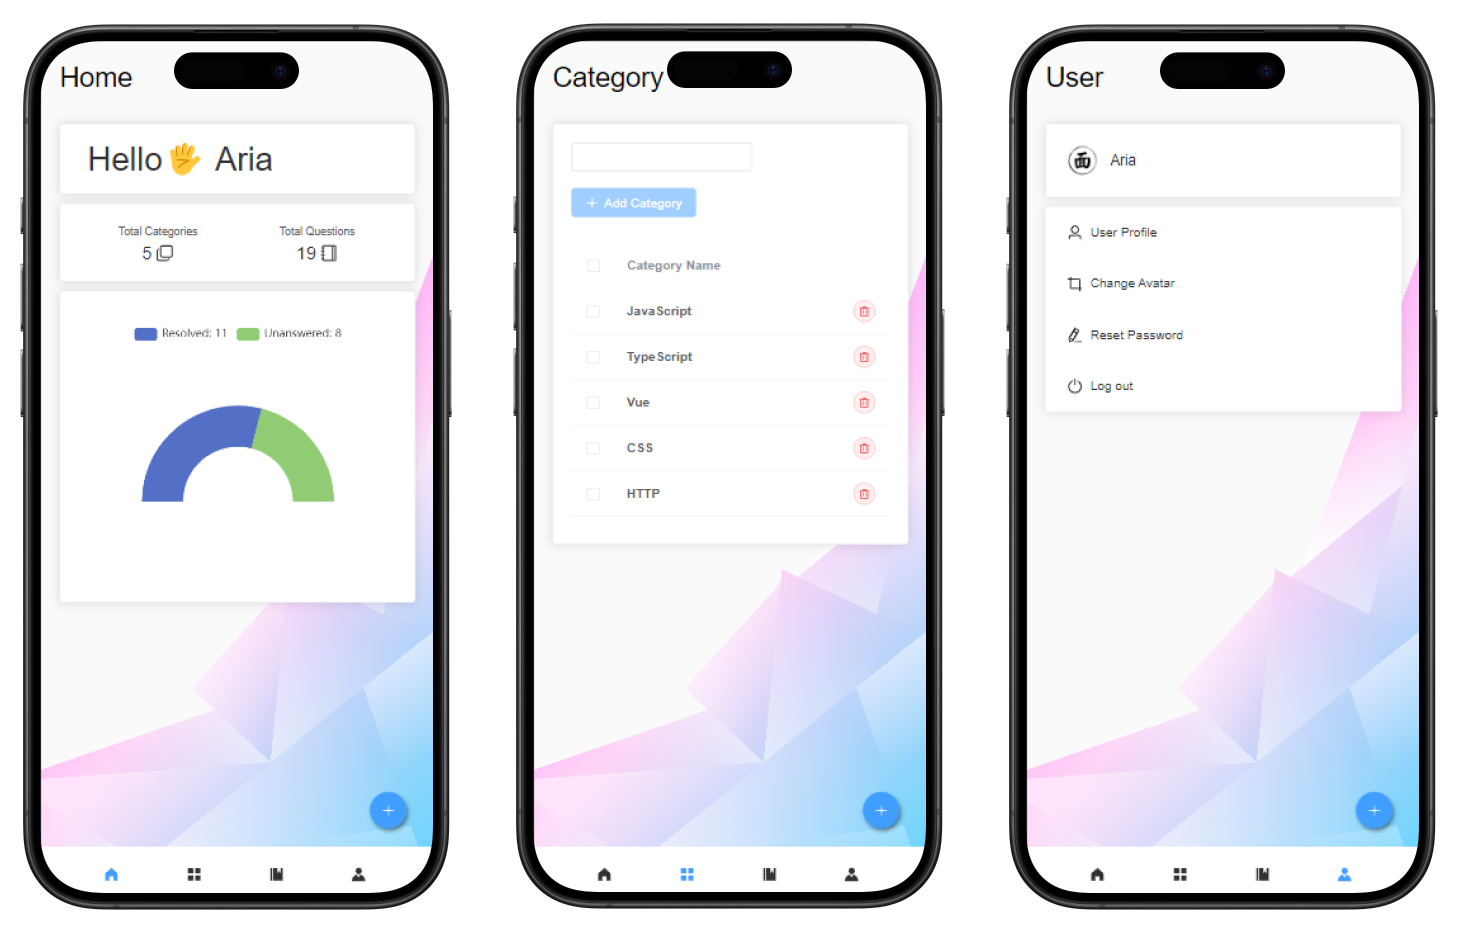 Home
Hello🖐 Aria
Total Categories
5
Total Questions
19
Resolved: 11
Unanswered: 8
Category
+ Add Category
Category Name
JavaScript
TypeScript
Vue
CSS
HTTP
User
面
Aria
User Profile
Change Avatar
Reset Password
Log out